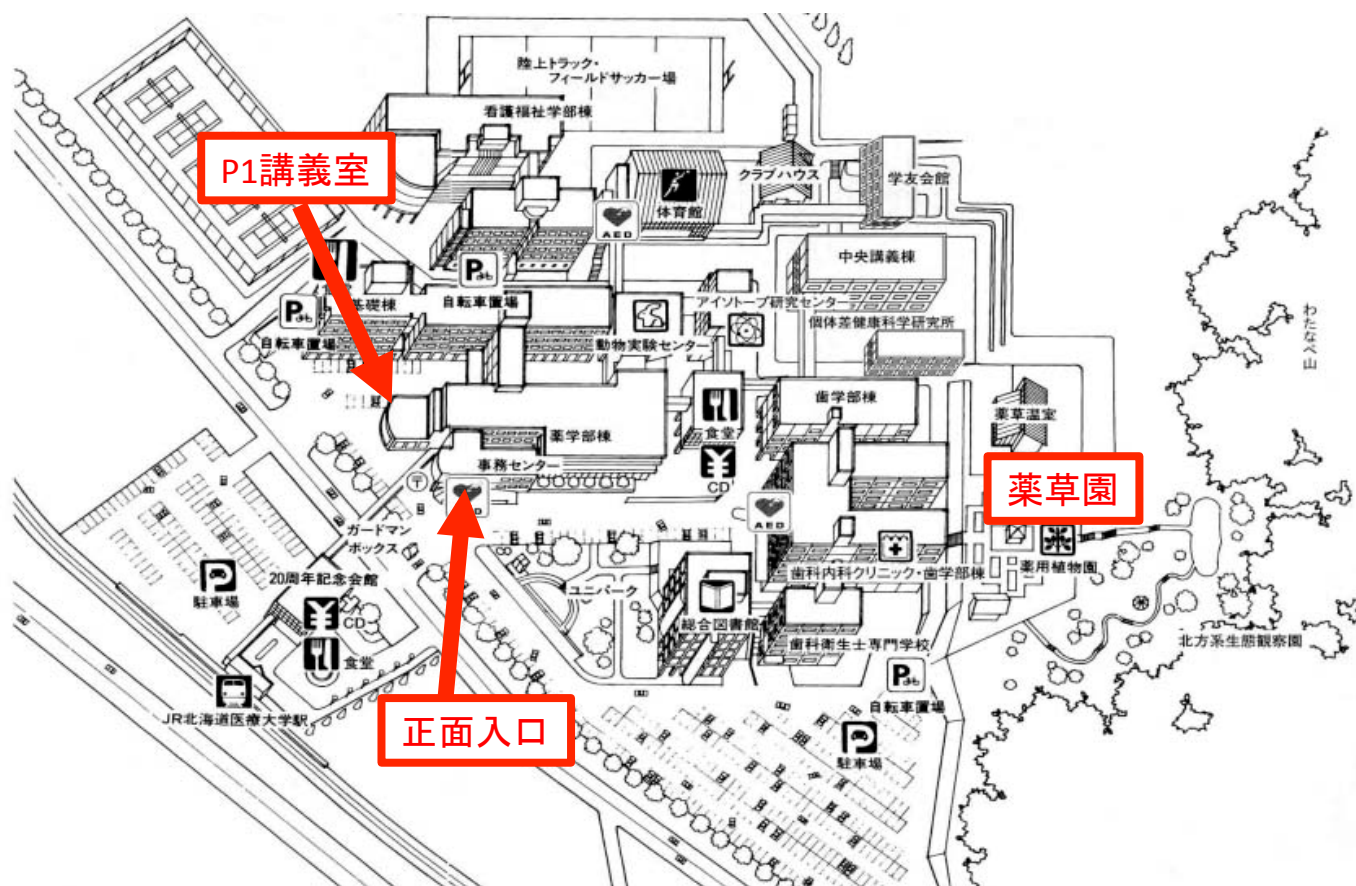 陸上トラック・
フィールドサッカー場
看護福祉学部棟
P1講義室
クラブハウス
学友会館
体育館
AED
中央講義棟
P
自転車置場
基礎棟
アイソトープ研究センター
P
自転車置場
動物実験センター
個体差健康科学研究所
わたなべ山
歯学部棟
薬草温室
食堂
薬学部棟
事務センター
CD
薬草園
〒
AED
ガードマン
ボックス
歯科内科クリニック・歯学部棟
薬用植物園
20周年記念会館
駐車場
CD
ユニパーク
総合図書館
歯科衛生士専門学校
北方系生態観察園
食堂
P
自転車置場
JR北海道医療大学駅
正面入口
駐車場